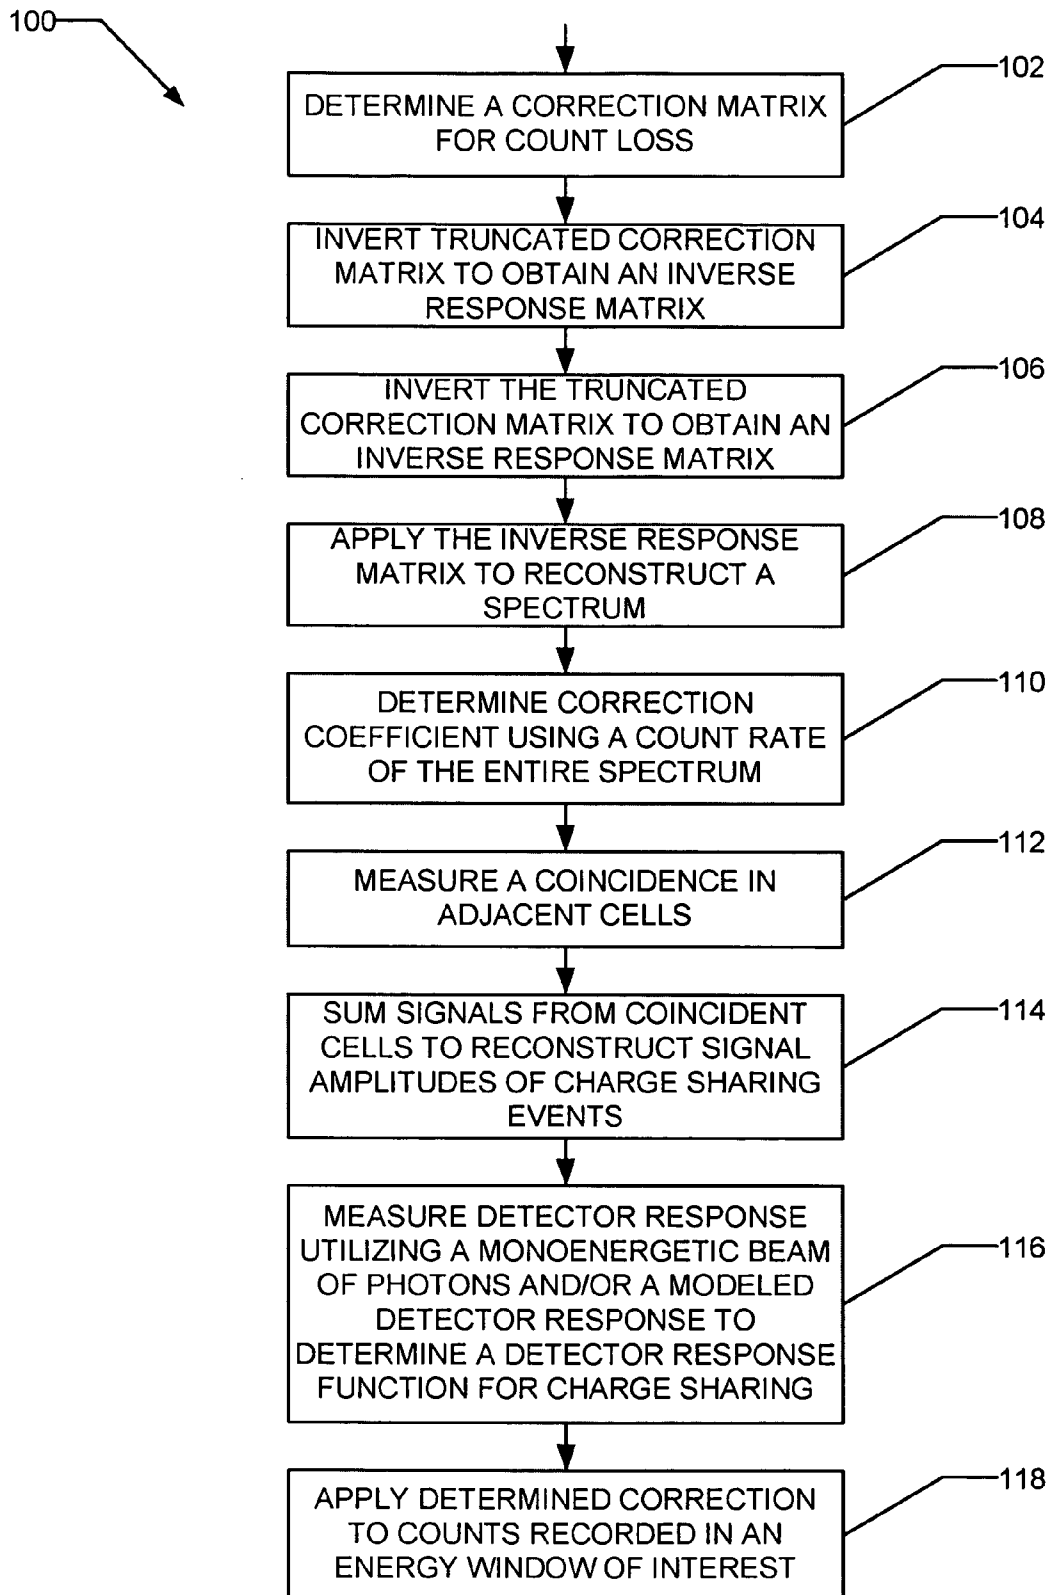 100
DETERMINE A CORRECTION MATRIX
FOR COUNT LOSS
102
INVERT TRUNCATED CORRECTION
MATRIX TO OBTAIN AN INVERSE
RESPONSE MATRIX
104
INVERT THE TRUNCATED
CORRECTION MATRIX TO OBTAIN AN
INVERSE RESPONSE MATRIX
106
APPLY THE INVERSE RESPONSE
MATRIX TO RECONSTRUCT A
SPECTRUM
108
DETERMINE CORRECTION
COEFFICIENT USING A COUNT RATE
OF THE ENTIRE SPECTRUM
110
MEASURE A COINCIDENCE IN
ADJACENT CELLS
112
SUM SIGNALS FROM COINCIDENT
CELLS TO RECONSTRUCT SIGNAL
AMPLITUDES OF CHARGE SHARING
EVENTS
114
MEASURE DETECTOR RESPONSE
UTILIZING A MONOENERGETIC BEAM
OF PHOTONS AND/OR A MODELED
DETECTOR RESPONSE TO
DETERMINE A DETECTOR RESPONSE
FUNCTION FOR CHARGE SHARING
116
APPLY DETERMINED CORRECTION
TO COUNTS RECORDED IN AN
ENERGY WINDOW OF INTEREST
118